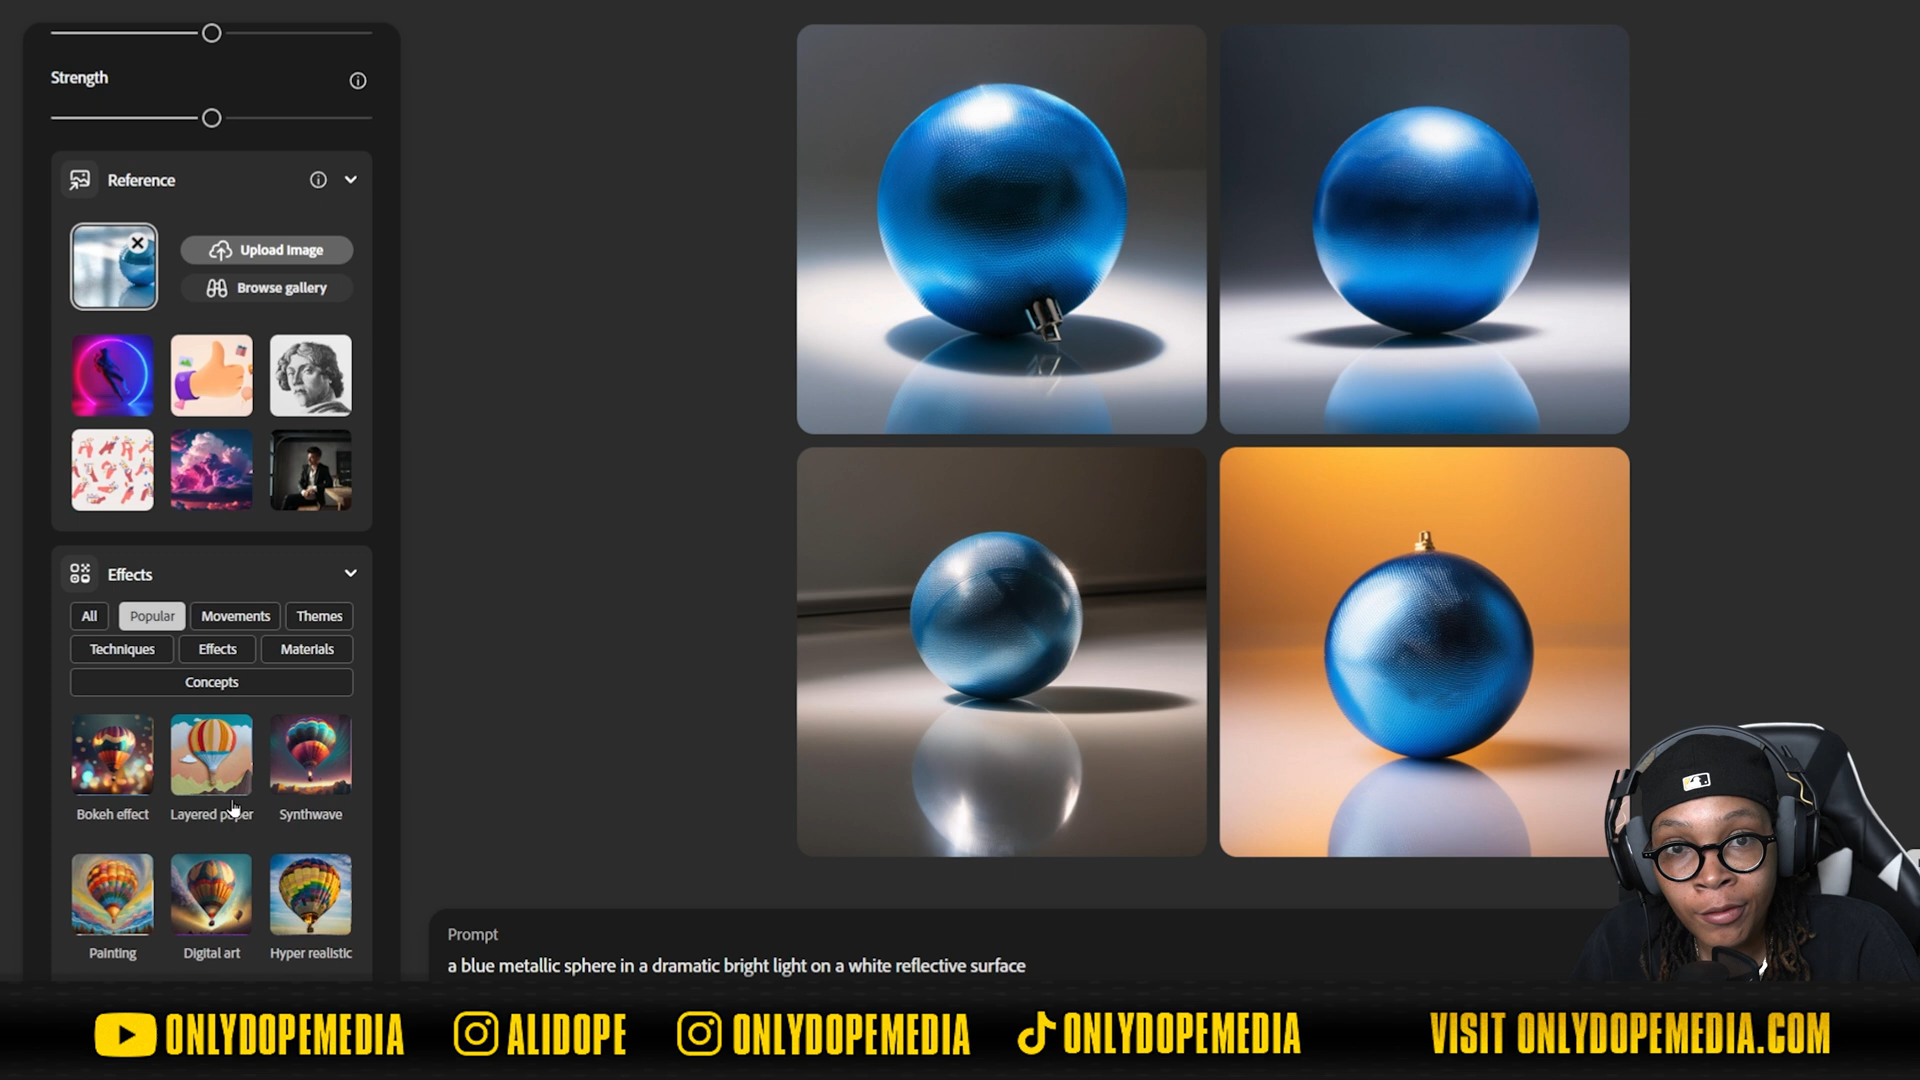 Strength
Reference
Upload Image
Browse gallery
Effects
All
Popular
Movements
Themes
Techniques
Effects
Materials
Concepts
Bokeh effect
Layered paper
Synthwave
Painting
Digital art
Hyper realistic
Prompt
a blue metallic sphere in a dramatic bright light on a white reflective surface
ONLYDOPEMEDIA
ALIDOPE
ONLYDOPEMEDIA
ONLYDOPEMEDIA
VISIT ONLYDOPEMEDIA.COM